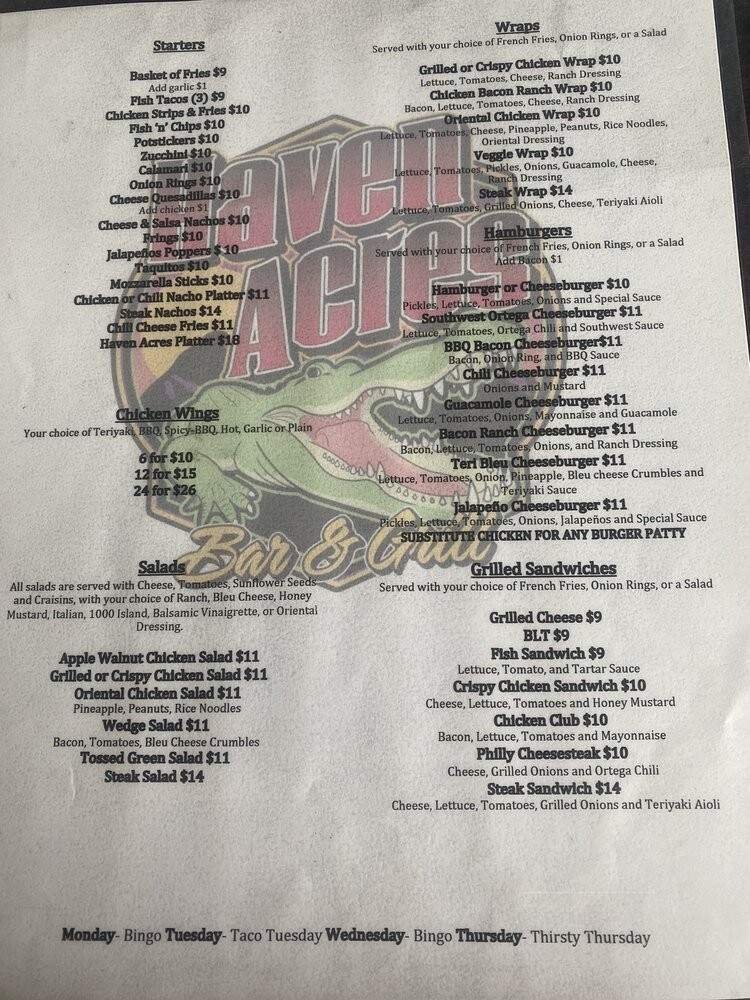 Starters
Basket of Fries $9
Add garlic $1
Fish Tacos (3) $9
Chicken Strips & Fries $10
Fish 'n' Chips $10
Potstickers $10
Zucchini $10
Calamari $10
Onion Rings $10
Cheese Quesadillas $10
Add chicken $1
Cheese & Salsa Nachos $10
Frings $10
Jalapeños Poppers $10
Taquitos $10
Mozzarella Sticks $10
Chicken or Chili Nacho Platter $11
Steak Nachos $14
Chili Cheese Fries $11
Haven Acres Platter $18
Chicken Wings
Your choice of Teriyaki, BBQ, Spicy-BBQ, Hot, Garlic or Plain
6 for $10
12 for $15
24 for $26
Salads
All salads are served with Cheese, Tomatoes, Sunflower Seeds
and Craisins, with your choice of Ranch, Bleu Cheese, Honey
Mustard, Italian, 1000 Island, Balsamic Vinaigrette, or Oriental
Dressing.
Apple Walnut Chicken Salad $11
Grilled or Crispy Chicken Salad $11
Oriental Chicken Salad $11
Pineapple, Peanuts, Rice Noodles
Wedge Salad $11
Bacon, Tomatoes, Bleu Cheese Crumbles
Tossed Green Salad $11
Steak Salad $14
Wraps
Served with your choice of French Fries, Onion Rings, or a Salad
Grilled or Crispy Chicken Wrap $10
Lettuce, Tomatoes, Cheese, Ranch Dressing
Chicken Bacon Ranch Wrap $10
Bacon, Lettuce, Tomatoes, Cheese, Ranch Dressing
Oriental Chicken Wrap $10
Lettuce, Tomatoes, Cheese, Pineapple, Peanuts, Rice Noodles,
Oriental Dressing
Veggie Wrap $10
Lettuce, Tomatoes, Pickles, Onions, Guacamole, Cheese,
Ranch Dressing
Steak Wrap $14
Lettuce, Tomatoes, Grilled Onions, Cheese, Teriyaki Aioli
Hamburgers
Served with your choice of French Fries, Onion Rings, or a Salad
Add Bacon $1
Hamburger or Cheeseburger $10
Pickles, Lettuce, Tomatoes, Onions and Special Sauce
Southwest Ortega Cheeseburger $11
Lettuce, Tomatoes, Ortega Chili and Southwest Sauce
BBQ Bacon Cheeseburger$11
Bacon, Onion Ring, and BBQ Sauce
Chili Cheeseburger $11
Onions and Mustard
Guacamole Cheeseburger $11
Lettuce, Tomatoes, Onions, Mayonnaise and Guacamole
Bacon Ranch Cheeseburger $11
Bacon, Lettuce, Tomatoes, Onions, and Ranch Dressing
Teri Bleu Cheeseburger $11
Lettuce, Tomatoes, Onion, Pineapple, Bleu cheese Crumbles and
Teriyaki Sauce
Jalapeño Cheeseburger $11
Pickles, Lettuce, Tomatoes, Onions, Jalapeños and Special Sauce
SUBSTITUTE CHICKEN FOR ANY BURGER PATTY
Grilled Sandwiches
Served with your choice of French Fries, Onion Rings, or a Salad
Grilled Cheese $9
BLT $9
Fish Sandwich $9
Lettuce, Tomato, and Tartar Sauce
Crispy Chicken Sandwich $10
Cheese, Lettuce, Tomatoes and Honey Mustard
Chicken Club $10
Bacon, Lettuce, Tomatoes and Mayonnaise
Philly Cheesesteak $10
Cheese, Grilled Onions and Ortega Chili
Steak Sandwich $14
Cheese, Lettuce, Tomatoes, Grilled Onions and Teriyaki Aioli
Haven
Acres
Bar & Grill
Monday- Bingo Tuesday- Taco Tuesday Wednesday- Bingo Thursday- Thirsty Thursday